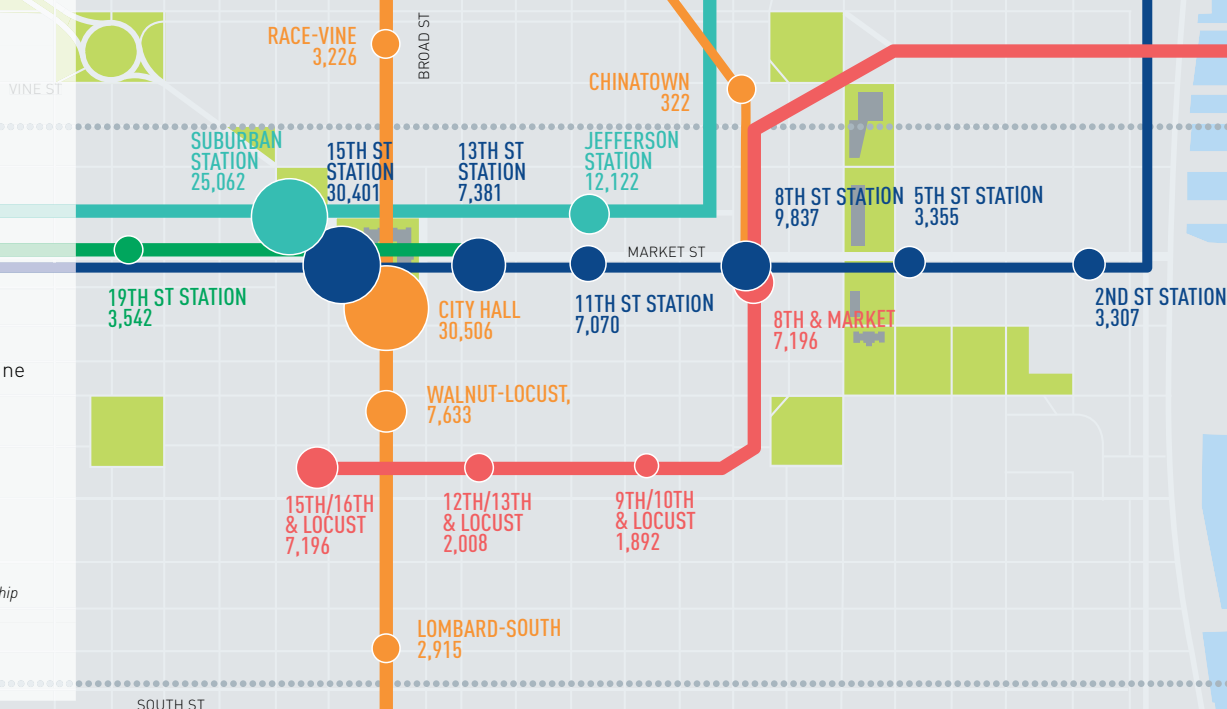 RACE-VINE
3,226
BROAD ST
CHINATOWN
322
VINE ST
SUBURBAN
STATION
25,062
15TH ST
STATION
30,401
13TH ST
STATION
7,381
JEFFERSON
STATION
12,122
8TH ST STATION
9,837
5TH ST STATION
3,355
MARKET ST
19TH ST STATION
3,542
CITY HALL
30,506
11TH ST STATION
7,070
8TH & MARKET
7,196
2ND ST STATION
3,307
ne
WALNUT-LOCUST,
7,633
15TH/16TH
& LOCUST
7,196
12TH/13TH
& LOCUST
2,008
9TH/10TH
& LOCUST
1,892
hip
LOMBARD-SOUTH
2,915
SOUTH ST